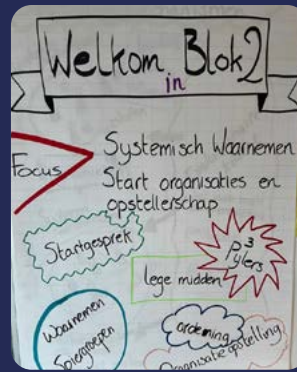 Welkom Blok 2
in
Focus
Systemisch Waarnemen
Start organisaties en
opstellerschap
Startgesprek
3
Pylers
lege midden
Waarnemen
Spiegroepen
ordening
Organisatie opstelling